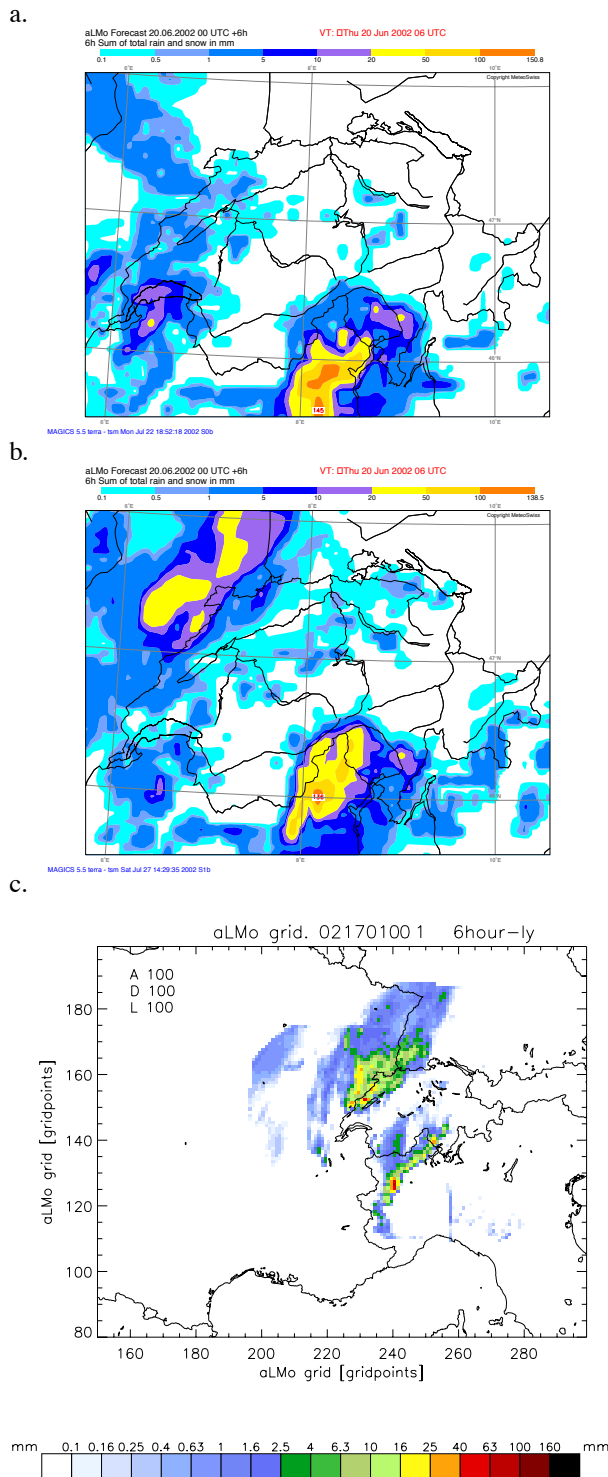 a.
aLMo Forecast 20.06.2002 00 UTC +6h VT: Thu 20 Jun 2002 06 UTC
6h Sum of total rain and snow in mm
0.1 0.5 1 5 10 20 50 100 150.8
6°E 8°E 10°E
Copyright MeteoSwiss
47°N
46°N
145
6°E 8°E 10°E
MAGICS 5.5 terra - tsm Mon Jul 22 18:52:18 2002 S0b
b.
aLMo Forecast 20.06.2002 00 UTC +6h VT: Thu 20 Jun 2002 06 UTC
6h Sum of total rain and snow in mm
0.1 0.5 1 5 10 20 50 100 138.5
6°E 8°E 10°E
Copyright MeteoSwiss
47°N
46°N
6°E 8°E 10°E
MAGICS 5.5 terra - tsm Sat Jul 27 14:29:35 2002 S1b
c.
aLMo grid. 021701001 6hour-ly
A 100
D 100
L 100
180
160
140
120
100
80
aLMo grid [gridpoints]
160 180 200 220 240 260 280
aLMo grid [gridpoints]
mm 0.1 0.16 0.25 0.4 0.63 1 1.6 2.5 4 6.3 10 16 25 40 63 100 160 mm